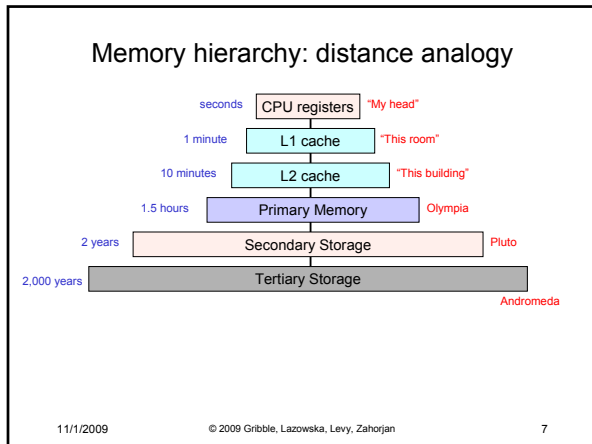 Memory hierarchy: distance analogy
seconds CPU registers “My head”
1 minute L1 cache “This room”
10 minutes L2 cache “This building”
1.5 hours Primary Memory Olympia
2 years Secondary Storage Pluto
2,000 years Tertiary Storage
Andromeda
11/1/2009 © 2009 Gribble, Lazowska, Levy, Zahorjan 7